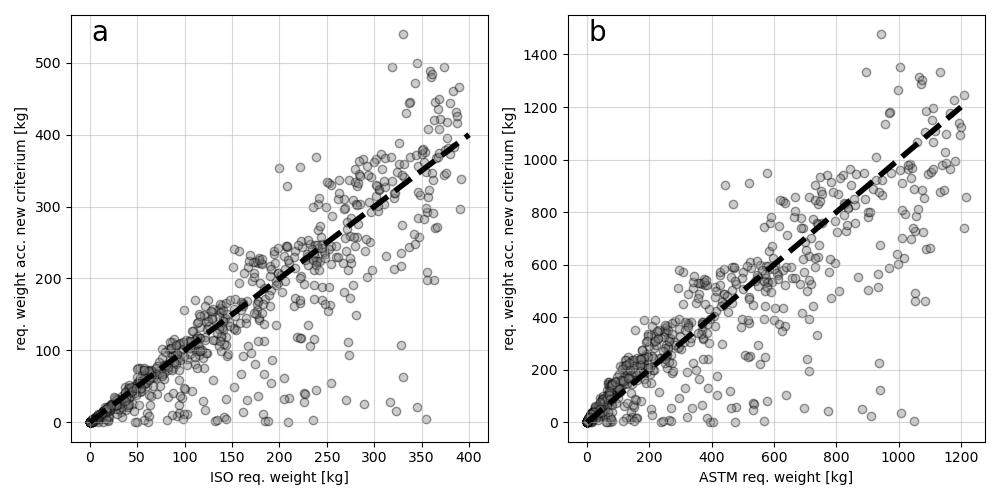 a
500
400
300
200
100
0
req. weight acc. new criterium [kg]
0 50 100 150 200 250 300 350 400
ISO req. weight [kg]
b
1400
1200
1000
800
600
400
200
0
req. weight acc. new criterium [kg]
0 200 400 600 800 1000 1200
ASTM req. weight [kg]